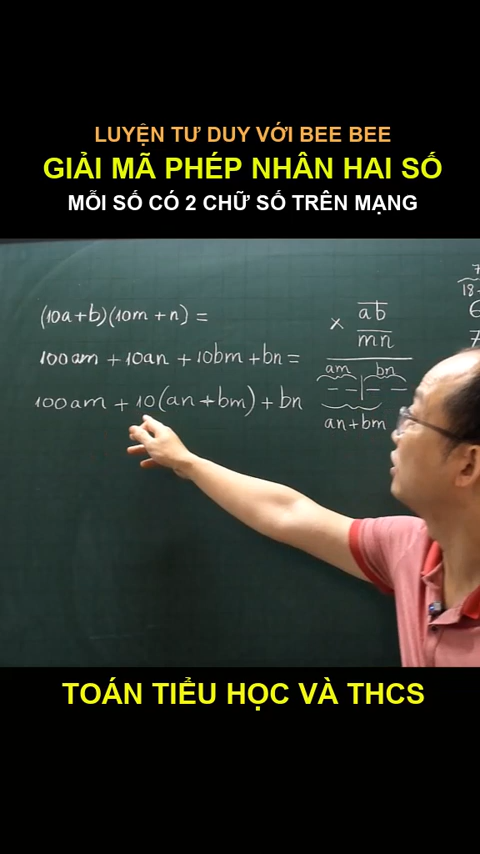 LUYỆN TƯ DUY VỚI BEE BEE
GIẢI MÃ PHÉP NHÂN HAI SỐ
MỖI SỐ CÓ 2 CHỮ SỐ TRÊN MẠNG
(10a+b)(10m+n) =
100am + 10an + 10bm + bn =
100am + 10(an + bm) + bn
× ab
mn
am bn
an + bm
7
18
TOÁN TIỂU HỌC VÀ THCS